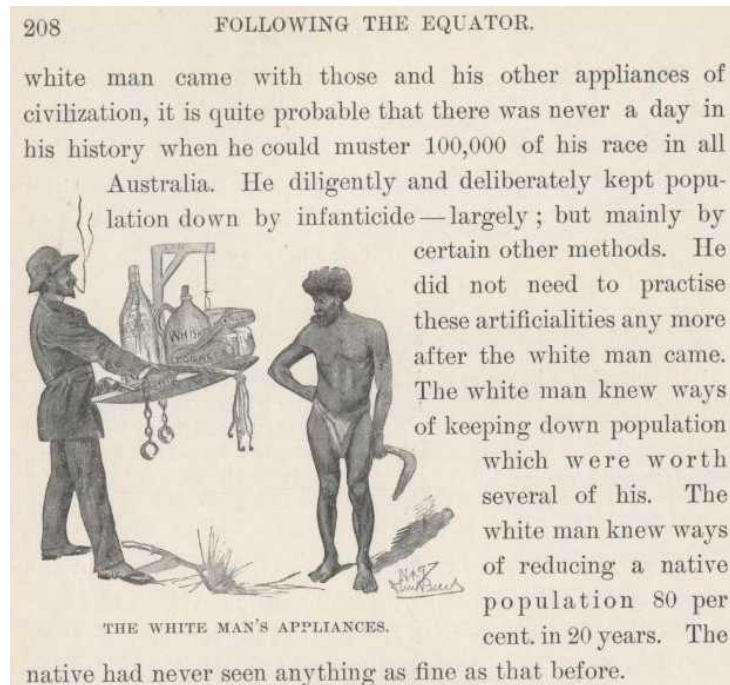 208 FOLLOWING THE EQUATOR.
white man came with those and his other appliances of
civilization, it is quite probable that there was never a day in
his history when he could muster 100,000 of his race in all
Australia. He diligently and deliberately kept popu-
lation down by infanticide—largely; but mainly by
certain other methods. He
did not need to practise
these artificialities any more
after the white man came.
The white man knew ways
of keeping down population
which were worth
several of his. The
white man knew ways
of reducing a native
population 80 per
cent. in 20 years. The
native had never seen anything as fine as that before.
WHISKY
THE WHITE MAN'S APPLIANCES.